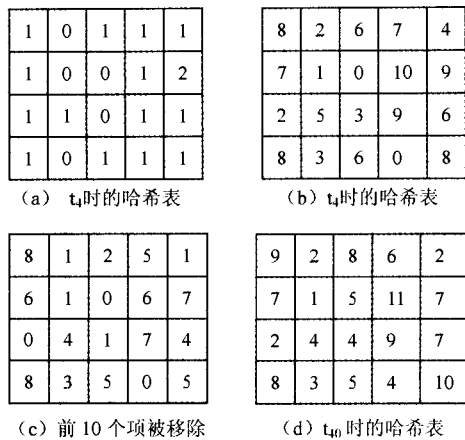 1 0 1 1 1
1 0 0 1 2
1 1 0 1 1
1 0 1 1 1
（a） t₄时的哈希表
8 2 6 7 4
7 1 0 10 9
2 5 3 9 6
8 3 6 0 8
（b） t₄时的哈希表
8 1 2 5 1
6 1 0 6 7
0 4 1 7 4
8 3 5 0 5
（c）前 10 个项被移除
9 2 8 6 2
7 1 5 11 7
2 4 4 9 7
8 3 5 4 10
（d） t₄₀ 时的哈希表